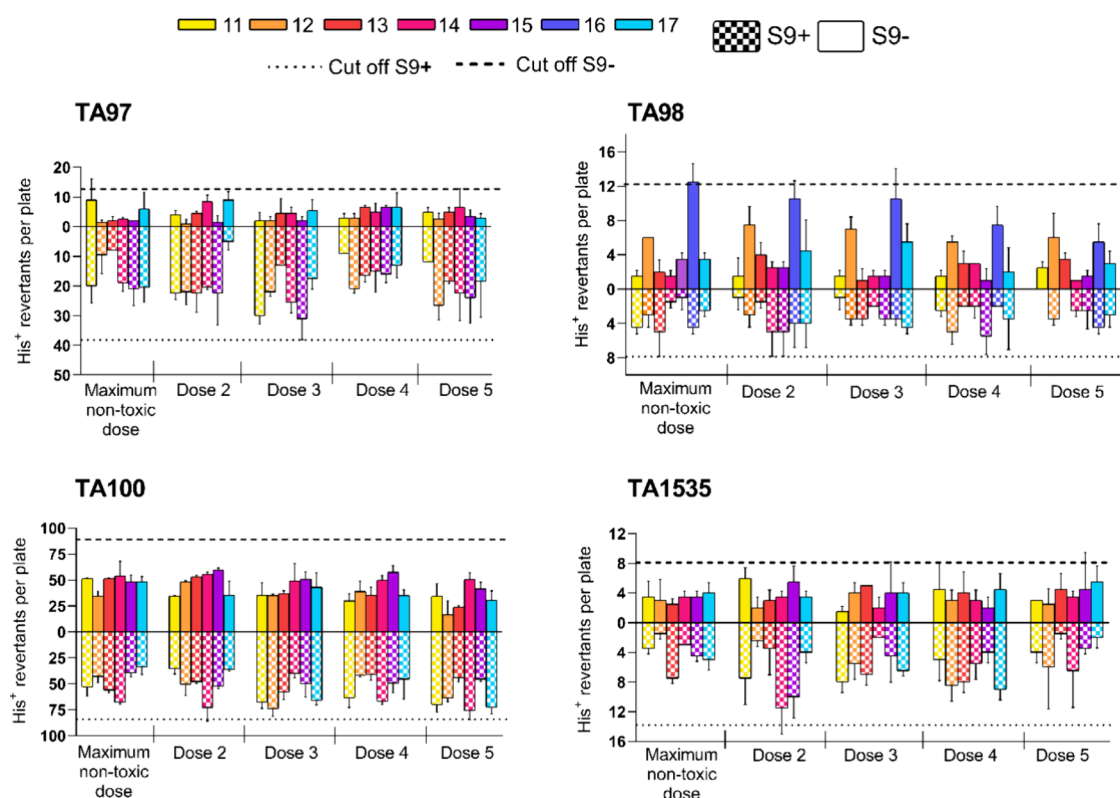 11 12 13 14 15 16 17 S9+ S9-
Cut off S9+ Cut off S9-
TA97
His+ revertants per plate
20
10
0
10
20
30
40
50
Maximum non-toxic dose
Dose 2 Dose 3 Dose 4 Dose 5
TA98
His+ revertants per plate
16
12
8
4
0
4
8
Maximum non-toxic dose
Dose 2 Dose 3 Dose 4 Dose 5
TA100
His+ revertants per plate
100
75
50
25
0
25
50
75
100
Maximum non-toxic dose
Dose 2 Dose 3 Dose 4 Dose 5
TA1535
His+ revertants per plate
12
8
4
0
4
8
12
16
Maximum non-toxic dose
Dose 2 Dose 3 Dose 4 Dose 5